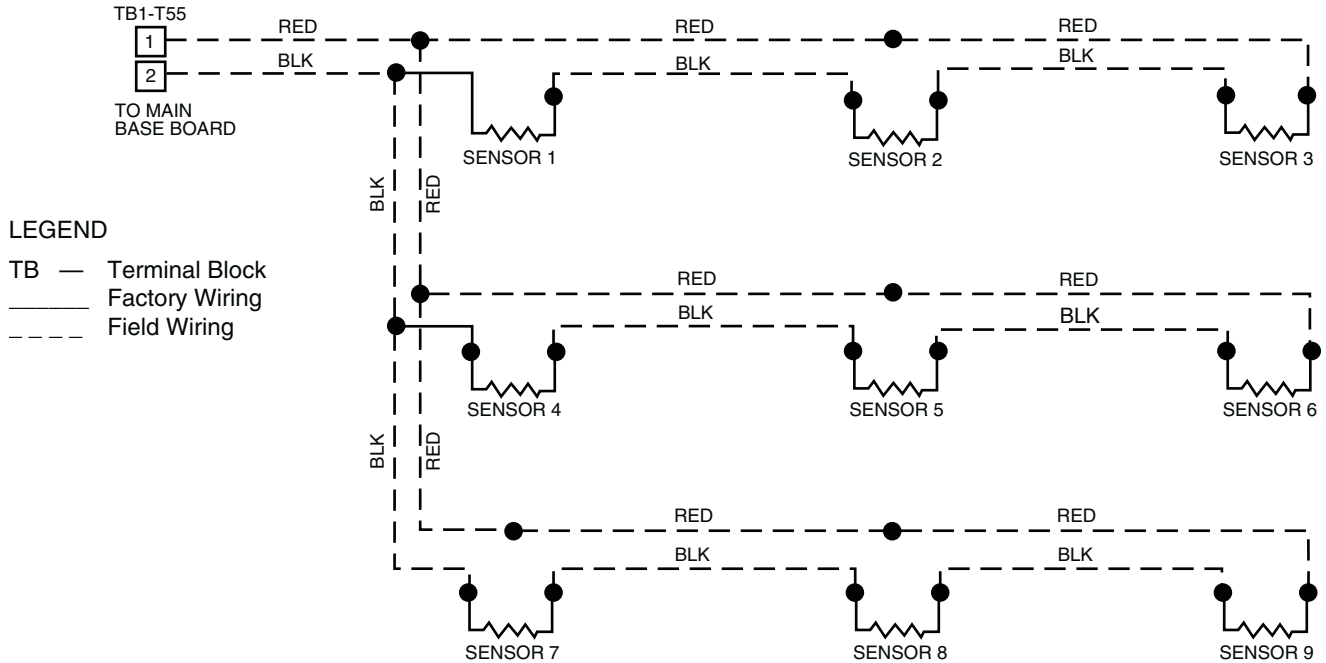 TB1-T55
1
RED
RED
RED
2
BLK
BLK
BLK
TO MAIN
BASE BOARD
SENSOR 1
SENSOR 2
SENSOR 3
BLK
RED
LEGEND
TB — Terminal Block
______ Factory Wiring
_ _ _ _ Field Wiring
RED
RED
BLK
BLK
SENSOR 4
SENSOR 5
SENSOR 6
BLK
RED
RED
RED
BLK
BLK
SENSOR 7
SENSOR 8
SENSOR 9